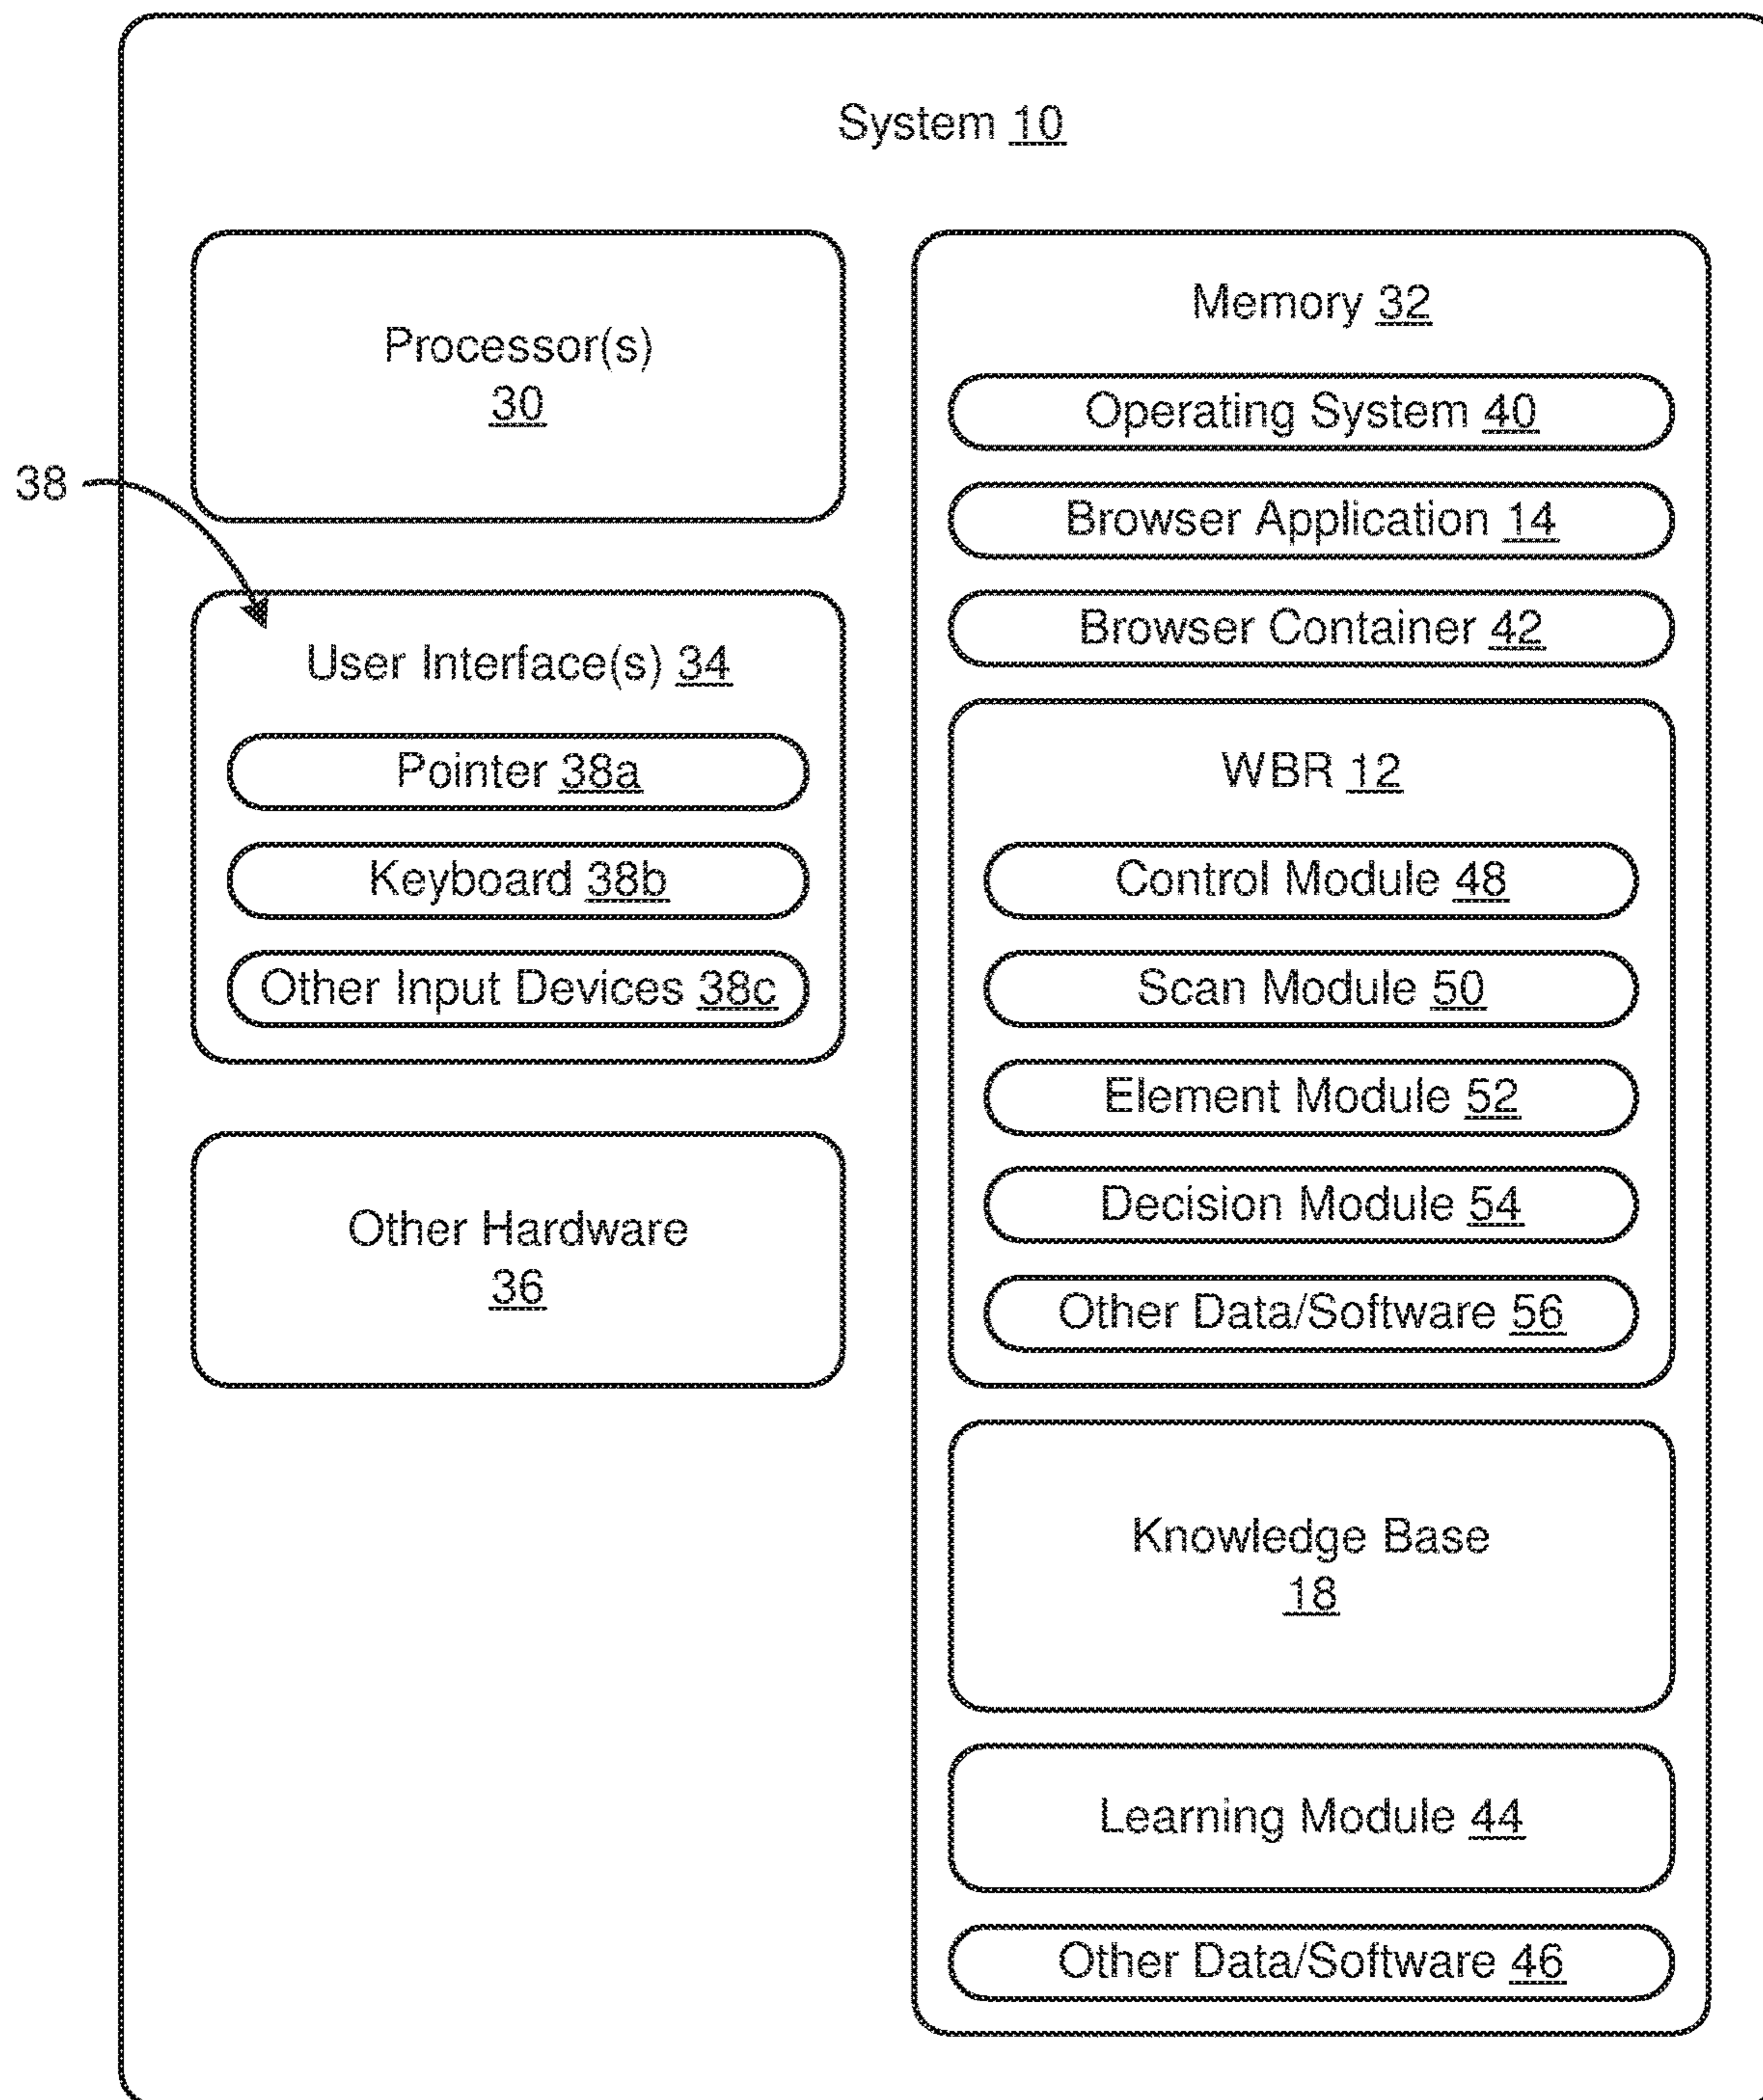 System 10
Processor(s)
30
38
User Interface(s) 34
Pointer 38a
Keyboard 38b
Other Input Devices 38c
Other Hardware
36
Memory 32
Operating System 40
Browser Application 14
Browser Container 42
WBR 12
Control Module 48
Scan Module 50
Element Module 52
Decision Module 54
Other Data/Software 56
Knowledge Base
18
Learning Module 44
Other Data/Software 46